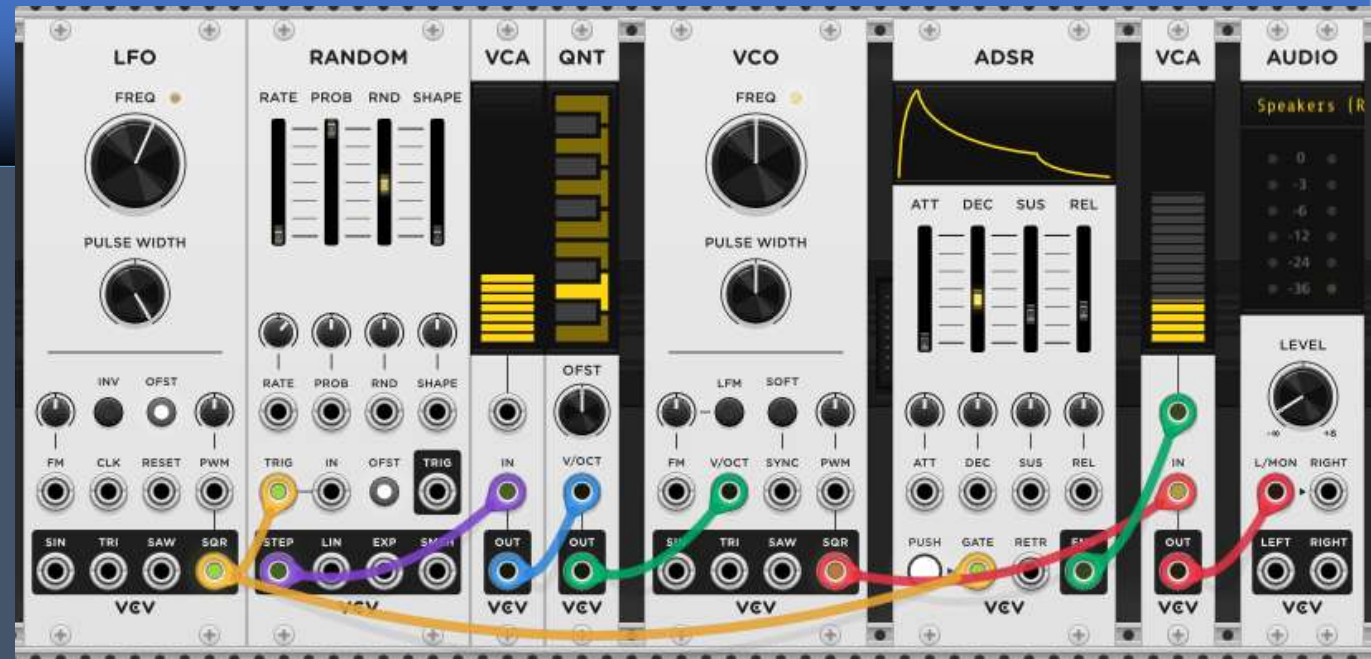 LFO RANDOM VCA QNT VCO ADSR VCA AUDIO
FREQ RATE PROB RND SHAPE FREQ Speakers (R
0
-3
-6
-12
-24
-36
ATT DEC SUS REL
PULSE WIDTH PULSE WIDTH
LEVEL
INV OFST RATE PROB RND SHAPE OFST LFM SOFT
-∞ +6
FM CLK RESET PWM TRIG IN OFST TRIG IN V/OCT FM V/OCT SYNC PWM ATT DEC SUS REL IN L/MON RIGHT
SIN TRI SAW SQR STEP LIN EXP SMTH OUT OUT SIN TRI SAW SQR PUSH GATE RETR OUT LEFT RIGHT
VCV VCV VCV VCV VCV VCV VCV VCV